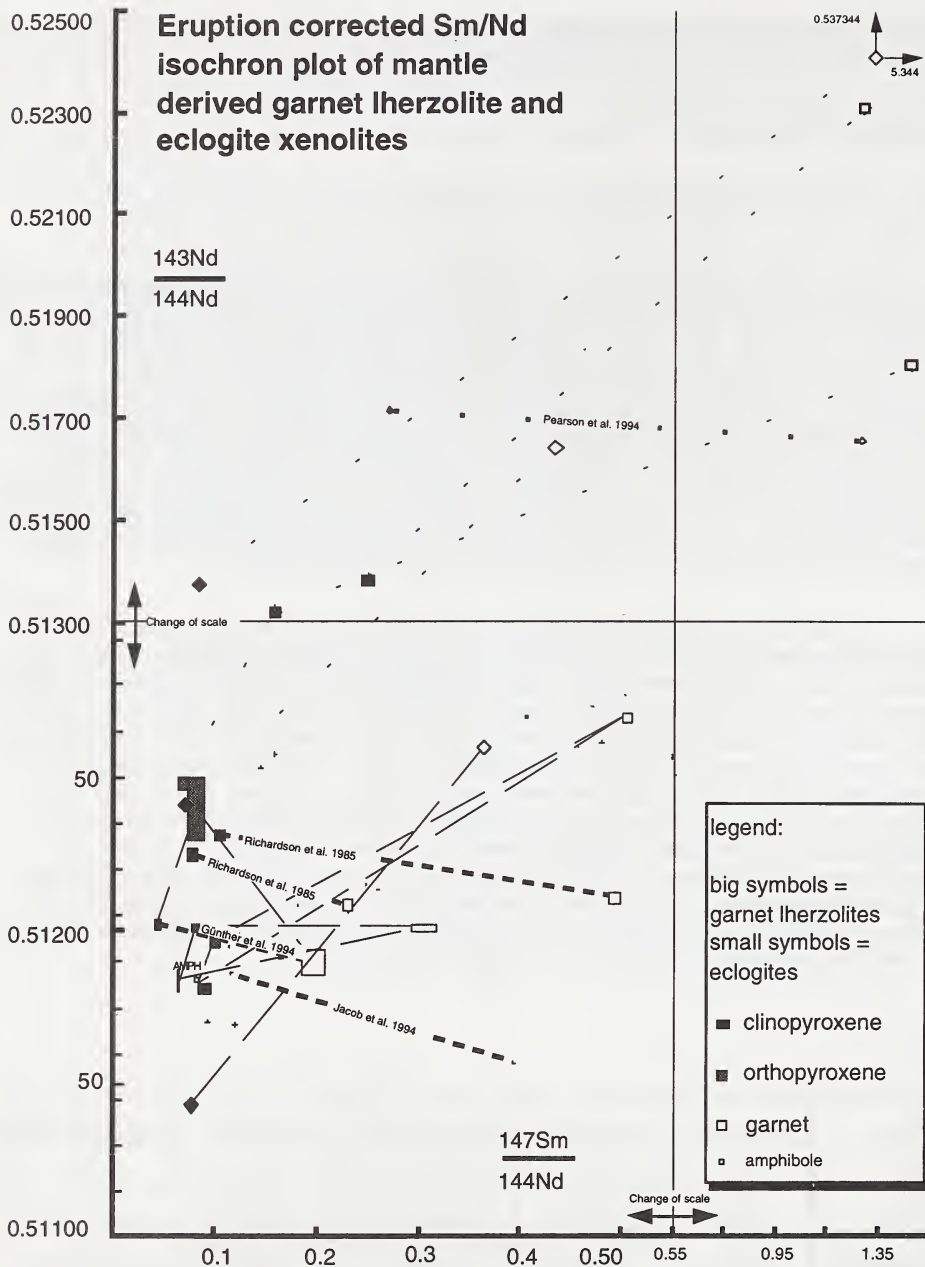 Eruption corrected Sm/Nd
isochron plot of mantle
derived garnet lherzolite and
eclogite xenolites
0.52500
0.52300
0.52100
0.51900
0.51700
0.51500
0.51300
50
0.51200
50
0.51100
143Nd
144Nd
0.537344
5.344
Pearson et al. 1994
Change of scale
Richardson et al. 1985
Richardson et al. 1985
Günther et al. 1994
AMPH
Jacob et al. 1994
legend:
big symbols =
garnet lherzolites
small symbols =
eclogites
clinopyroxene
orthopyroxene
garnet
amphibole
147Sm
144Nd
Change of scale
0.1
0.2
0.3
0.4
0.50
0.55
0.95
1.35